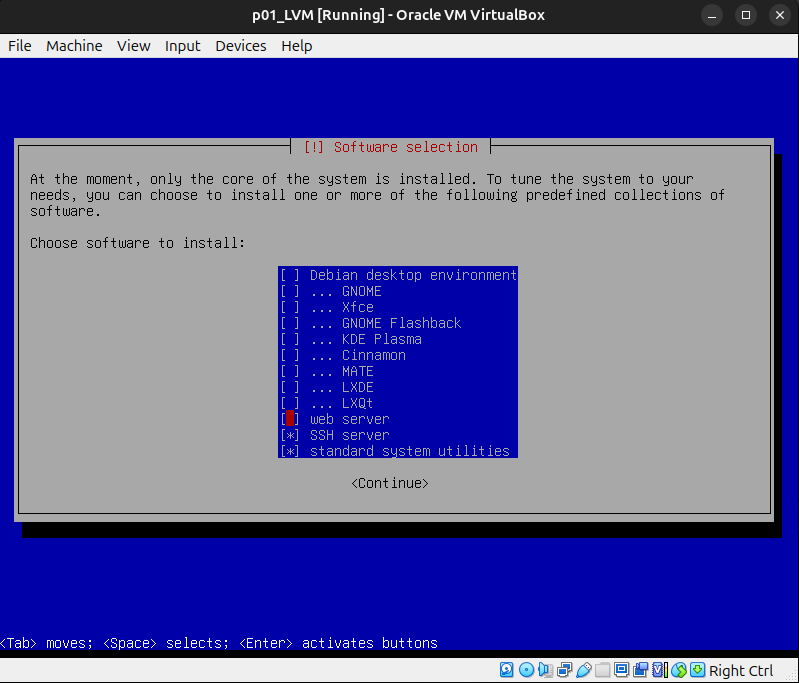 p01_LVM [Running] - Oracle VM VirtualBox
File Machine View Input Devices Help
[!] Software selection
At the moment, only the core of the system is installed. To tune the system to your
needs, you can choose to install one or more of the following predefined collections of
software.
Choose software to install:
[ ] Debian desktop environment
[ ] ... GNOME
[ ] ... Xfce
[ ] ... GNOME Flashback
[ ] ... KDE Plasma
[ ] ... Cinnamon
[ ] ... MATE
[ ] ... LXDE
[ ] ... LXQt
[ ] web server
[*] SSH server
[*] standard system utilities
<Continue>
<Tab> moves; <Space> selects; <Enter> activates buttons
Right Ctrl